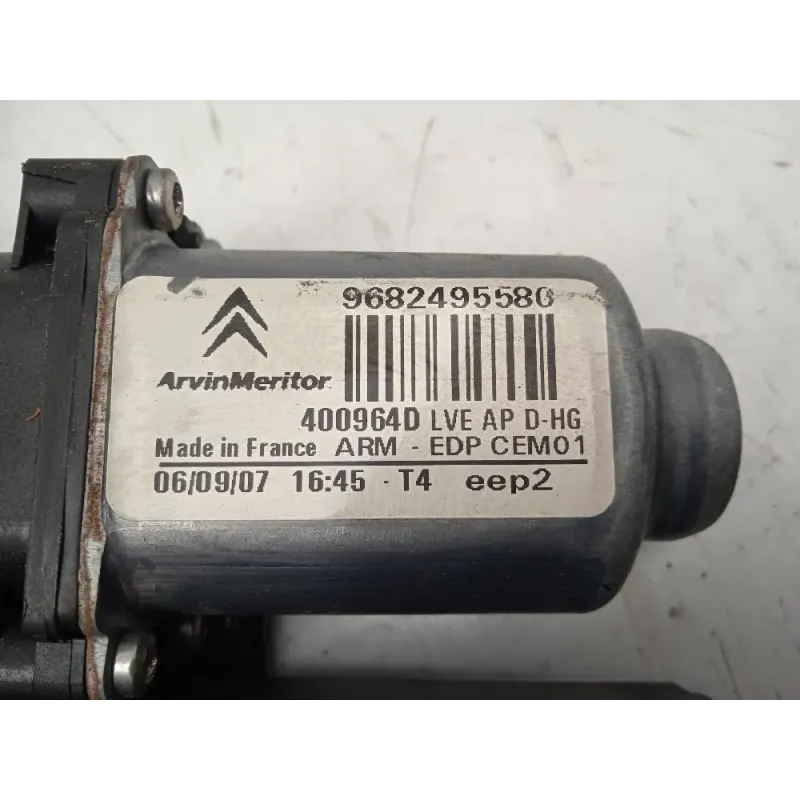 9682495580
ArvinMeritor
400964D LVE AP D-HG
Made in France ARM - EDP CEM01
06/09/07 16:45 - T4 eep2